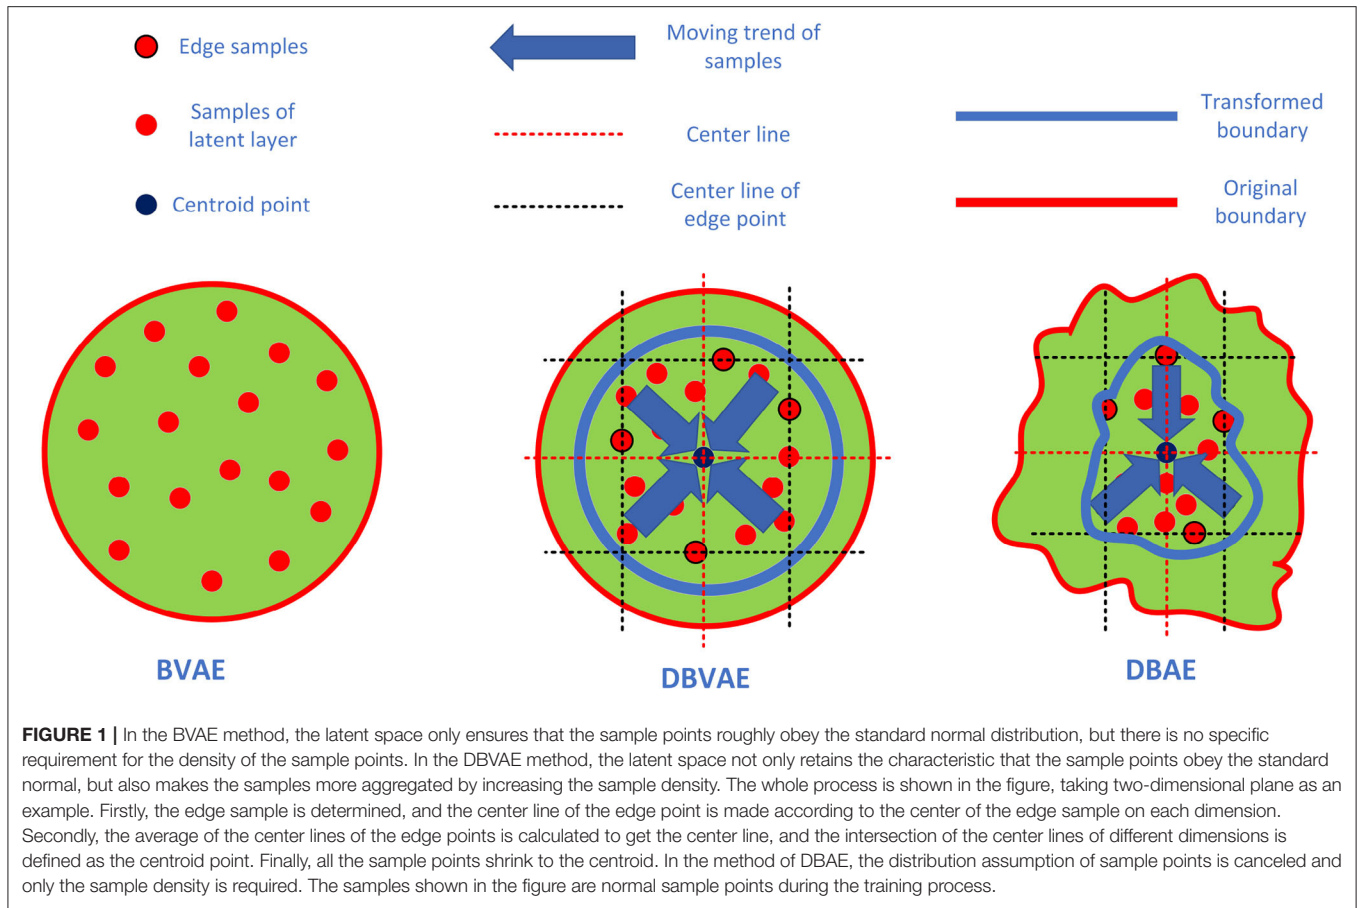 Edge samples
Moving trend of
samples
Samples of
latent layer
Center line
Transformed
boundary
Centroid point
Center line of
edge point
Original
boundary
BVAE
DBVAE
DBAE
FIGURE 1 | In the BVAE method, the latent space only ensures that the sample points roughly obey the standard normal distribution, but there is no specific
requirement for the density of the sample points. In the DBVAE method, the latent space not only retains the characteristic that the sample points obey the standard
normal, but also makes the samples more aggregated by increasing the sample density. The whole process is shown in the figure, taking two-dimensional plane as an
example. Firstly, the edge sample is determined, and the center line of the edge point is made according to the center of the edge sample on each dimension.
Secondly, the average of the center lines of the edge points is calculated to get the center line, and the intersection of the center lines of different dimensions is
defined as the centroid point. Finally, all the sample points shrink to the centroid. In the method of DBAE, the distribution assumption of sample points is canceled and
only the sample density is required. The samples shown in the figure are normal sample points during the training process.